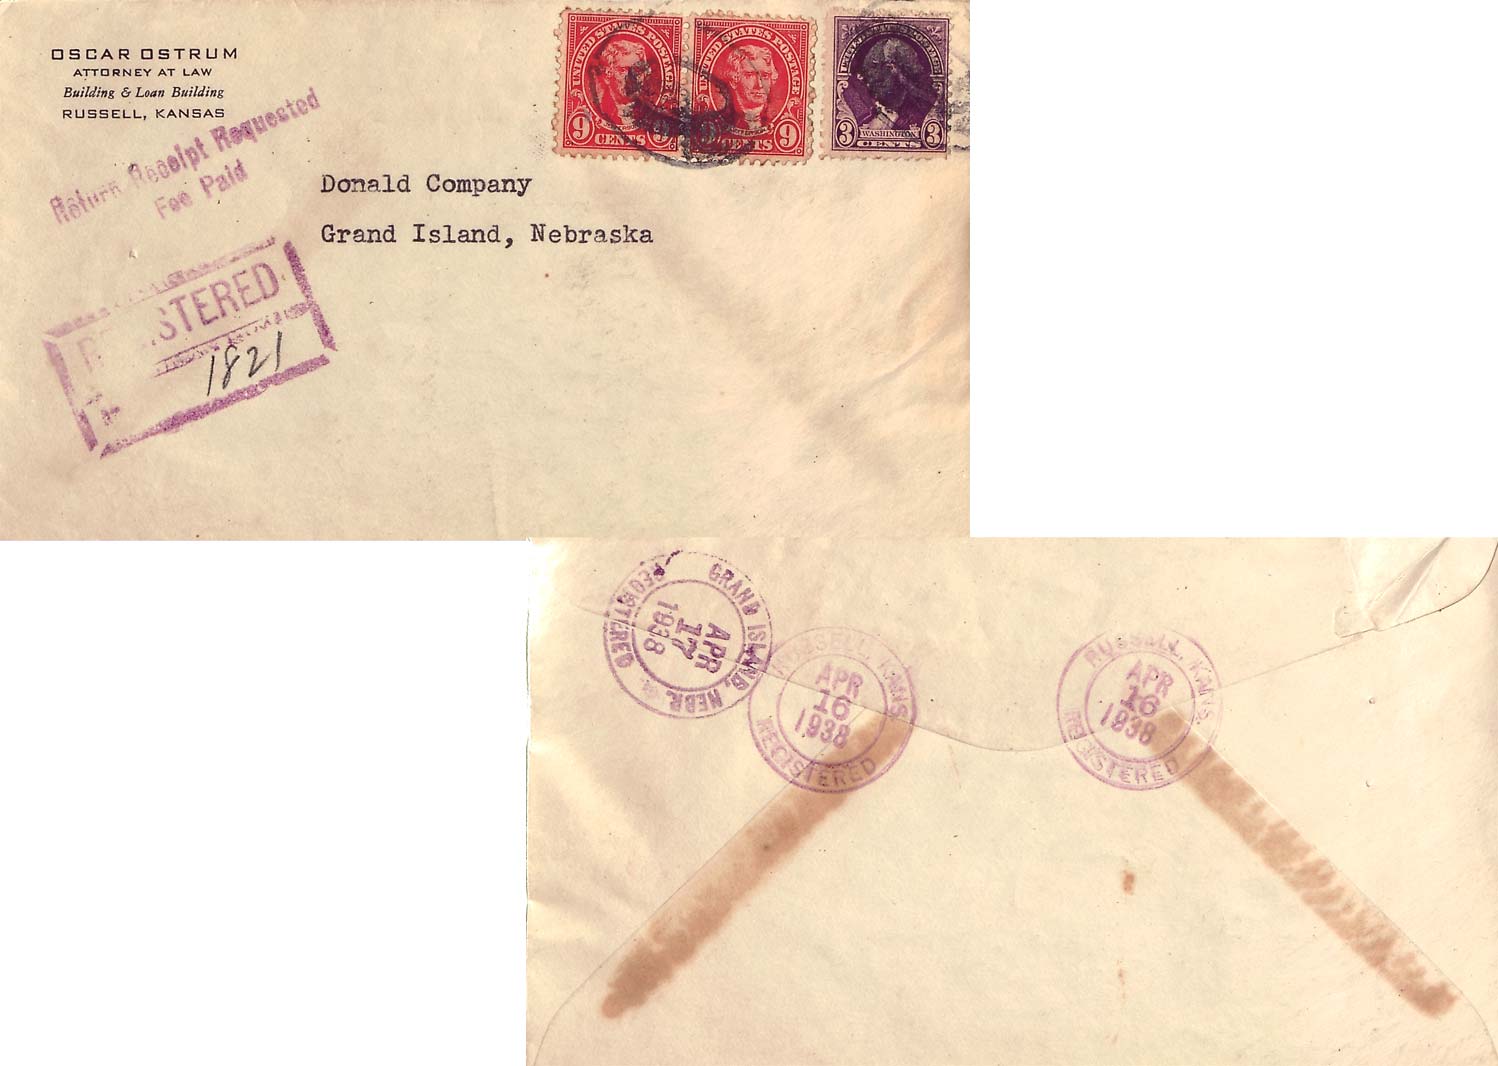 OSCAR OSTRUM
ATTORNEY AT LAW
Building & Loan Building
RUSSELL, KANSAS
Return Receipt Requested
Fee Paid
UNITED STATES POSTAGE
9 CENTS
UNITED STATES POSTAGE
9 CENTS 9
WASHINGTON
3 CENTS 3
Donald Company
Grand Island, Nebraska
REGISTERED
1821
GRAND ISLAND, NEBR.
APR
17
1938
REGISTERED
RUSSELL, KANS.
APR
16
1938
REGISTERED
RUSSELL, KANS.
APR
16
1938
REGISTERED